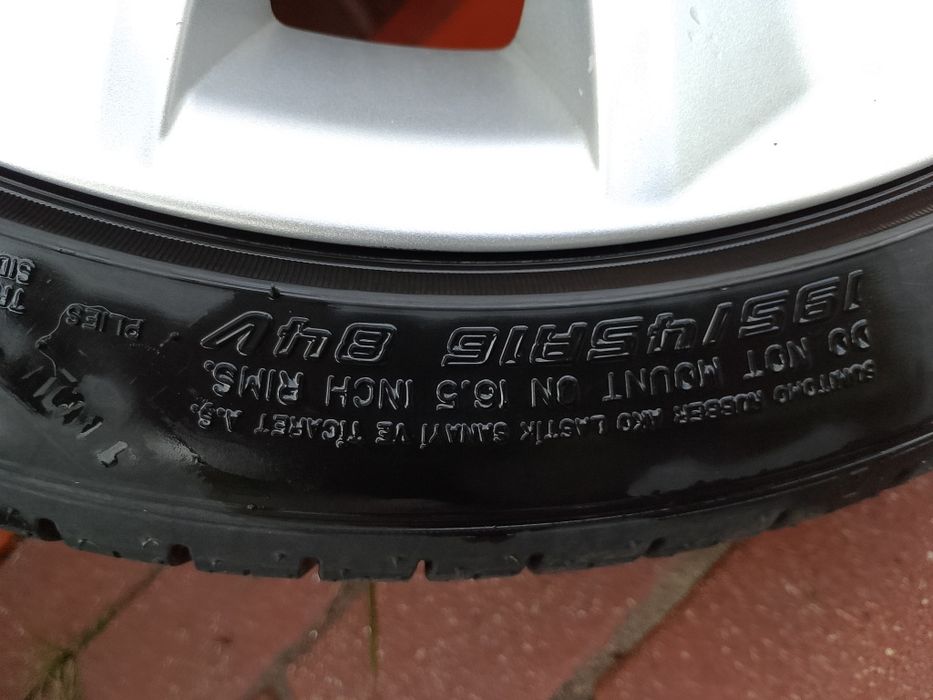 SUMITOMO RUBBER AKO LASTİK SANAYİ VE TİCARET A.Ş.
DO NOT MOUNT ON 16.5 INCH RIMS.
195/45R16 84V
PLIES